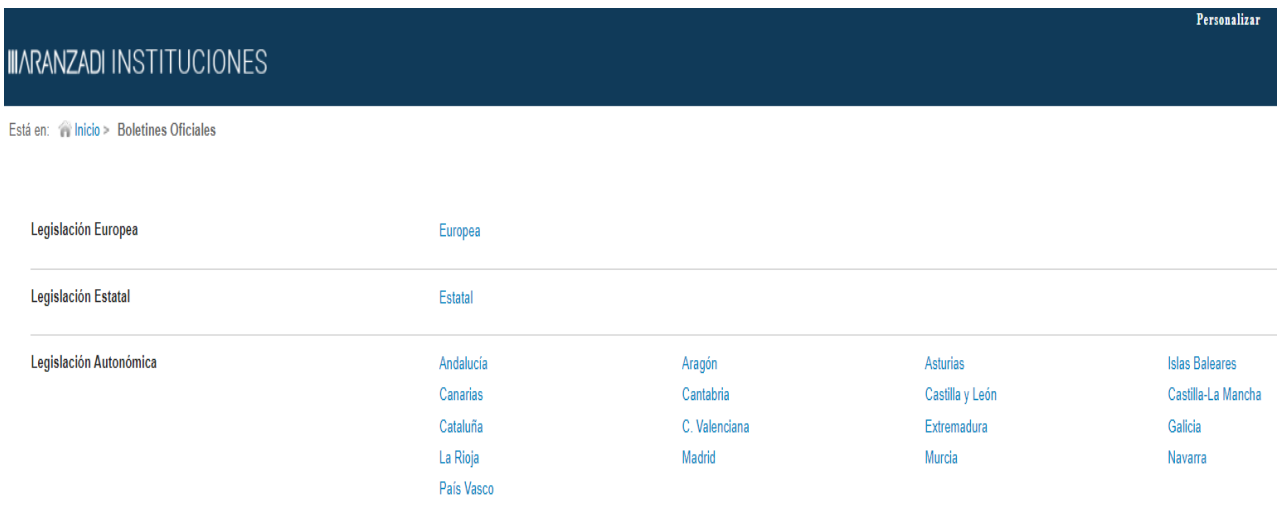 Personalizar
ARANZADI INSTITUCIONES
Está en: Inicio > Boletines Oficiales
Legislación Europea Europea
Legislación Estatal Estatal
Legislación Autonómica Andalucía Aragón Asturias Islas Baleares
Canarias Cantabria Castilla y León Castilla-La Mancha
Cataluña C. Valenciana Extremadura Galicia
La Rioja Madrid Murcia Navarra
País Vasco